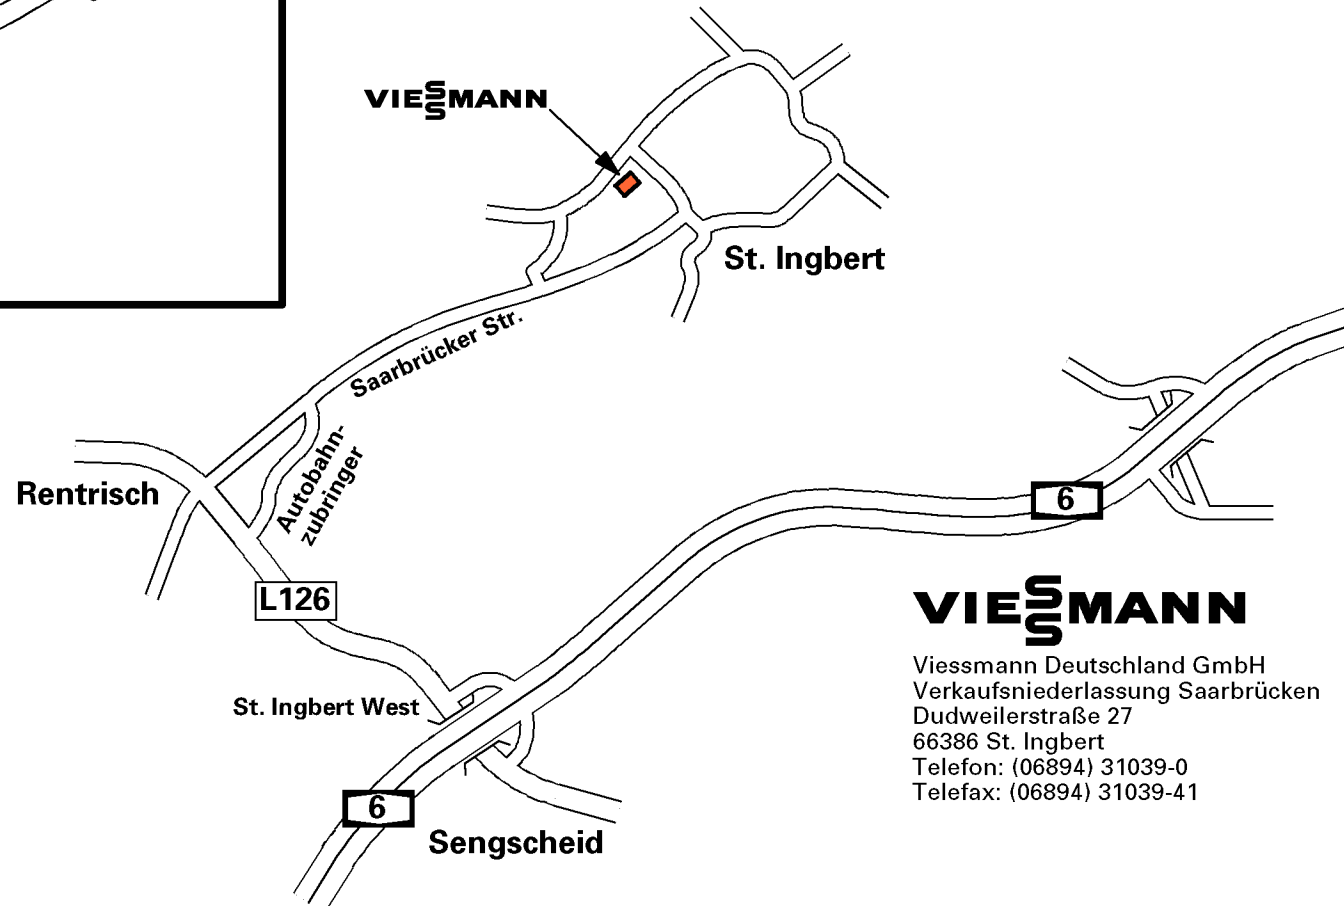 VIESSMANN
St. Ingbert
Saarbrücker Str.
Autobahn-
zubringer
Rentrisch
6
L126
VIESSMANN
Viessmann Deutschland GmbH
Verkaufsniederlassung Saarbrücken
Dudweilerstraße 27
66386 St. Ingbert
Telefon: (06894) 31039-0
Telefax: (06894) 31039-41
St. Ingbert West
6
Sengscheid